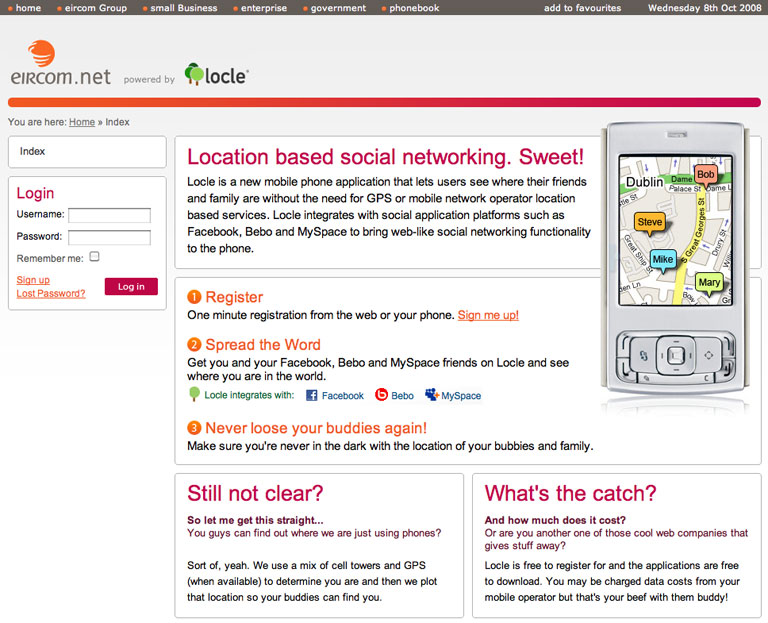 home eircom Group small Business enterprise government phonebook add to favourites Wednesday 8th Oct 2008
eircom.net powered by locle
You are here: Home » Index
Index
Login
Username:
Password:
Remember me:
Sign up
Lost Password?
Log in
Location based social networking. Sweet!
Locle is a new mobile phone application that lets users see where their friends
and family are without the need for GPS or mobile network operator location
based services. Locle integrates with social application platforms such as
Facebook, Bebo and MySpace to bring web-like social networking functionality
to the phone.
Dublin
Dame
Bob
Palace St
Dame L
Steve
S Great Georges St
Drury St
Great Ship St
Mike
Mary
den Ln
1 Register
One minute registration from the web or your phone. Sign me up!
2 Spread the Word
Get you and your Facebook, Bebo and MySpace friends on Locle and see
where you are in the world.
Locle integrates with: Facebook Bebo MySpace
3 Never loose your buddies again!
Make sure you're never in the dark with the location of your bubbies and family.
Still not clear?
So let me get this straight...
You guys can find out where we are just using phones?
Sort of, yeah. We use a mix of cell towers and GPS
(when available) to determine you are and then we plot
that location so your buddies can find you.
What's the catch?
And how much does it cost?
Or are you another one of those cool web companies that
gives stuff away?
Locle is free to register for and the applications are free
to download. You may be charged data costs from your
mobile operator but that's your beef with them buddy!